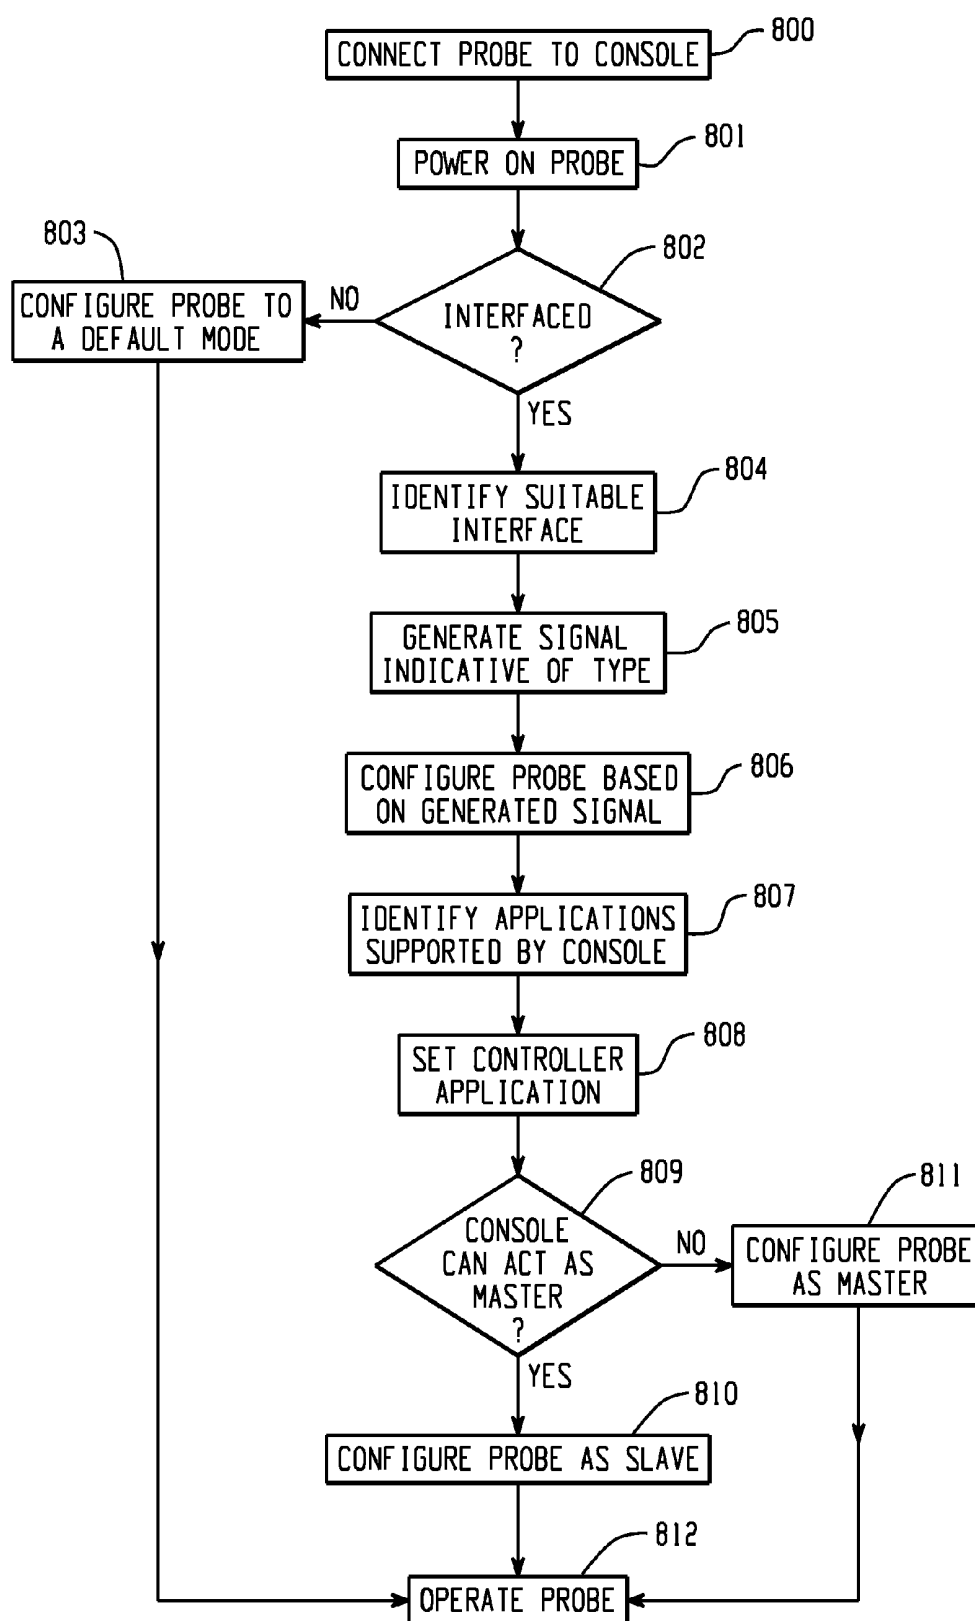 800
CONNECT PROBE TO CONSOLE
801
POWER ON PROBE
802
803
INTERFACED
?
NO
CONFIGURE PROBE TO
A DEFAULT MODE
YES
804
IDENTIFY SUITABLE
INTERFACE
805
GENERATE SIGNAL
INDICATIVE OF TYPE
806
CONFIGURE PROBE BASED
ON GENERATED SIGNAL
807
IDENTIFY APPLICATIONS
SUPPORTED BY CONSOLE
808
SET CONTROLLER
APPLICATION
809
CONSOLE
CAN ACT AS
MASTER
?
NO
811
CONFIGURE PROBE
AS MASTER
YES
810
CONFIGURE PROBE AS SLAVE
812
OPERATE PROBE